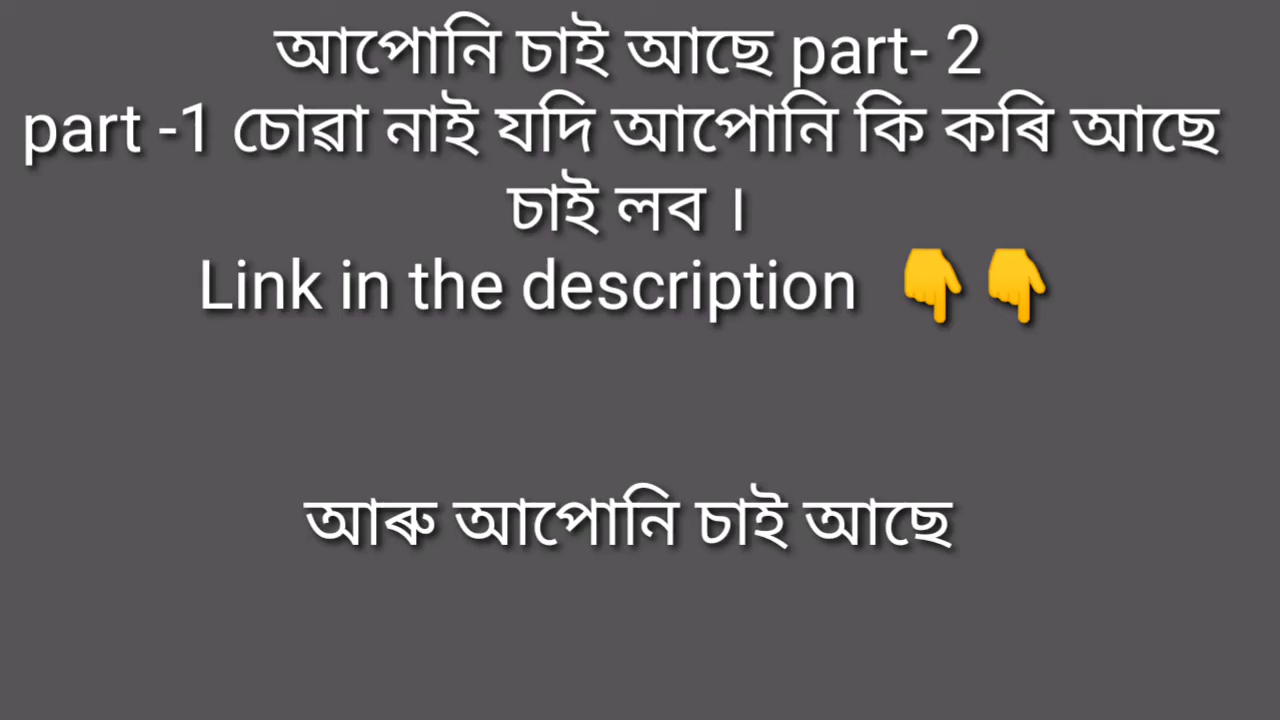 আপোনি চাই আছে part- 2
part -1 চোৱা নাই যদি আপোনি কি কৰি আছে
চাই লব ।
Link in the description 👇👇
আৰু আপোনি চাই আছে